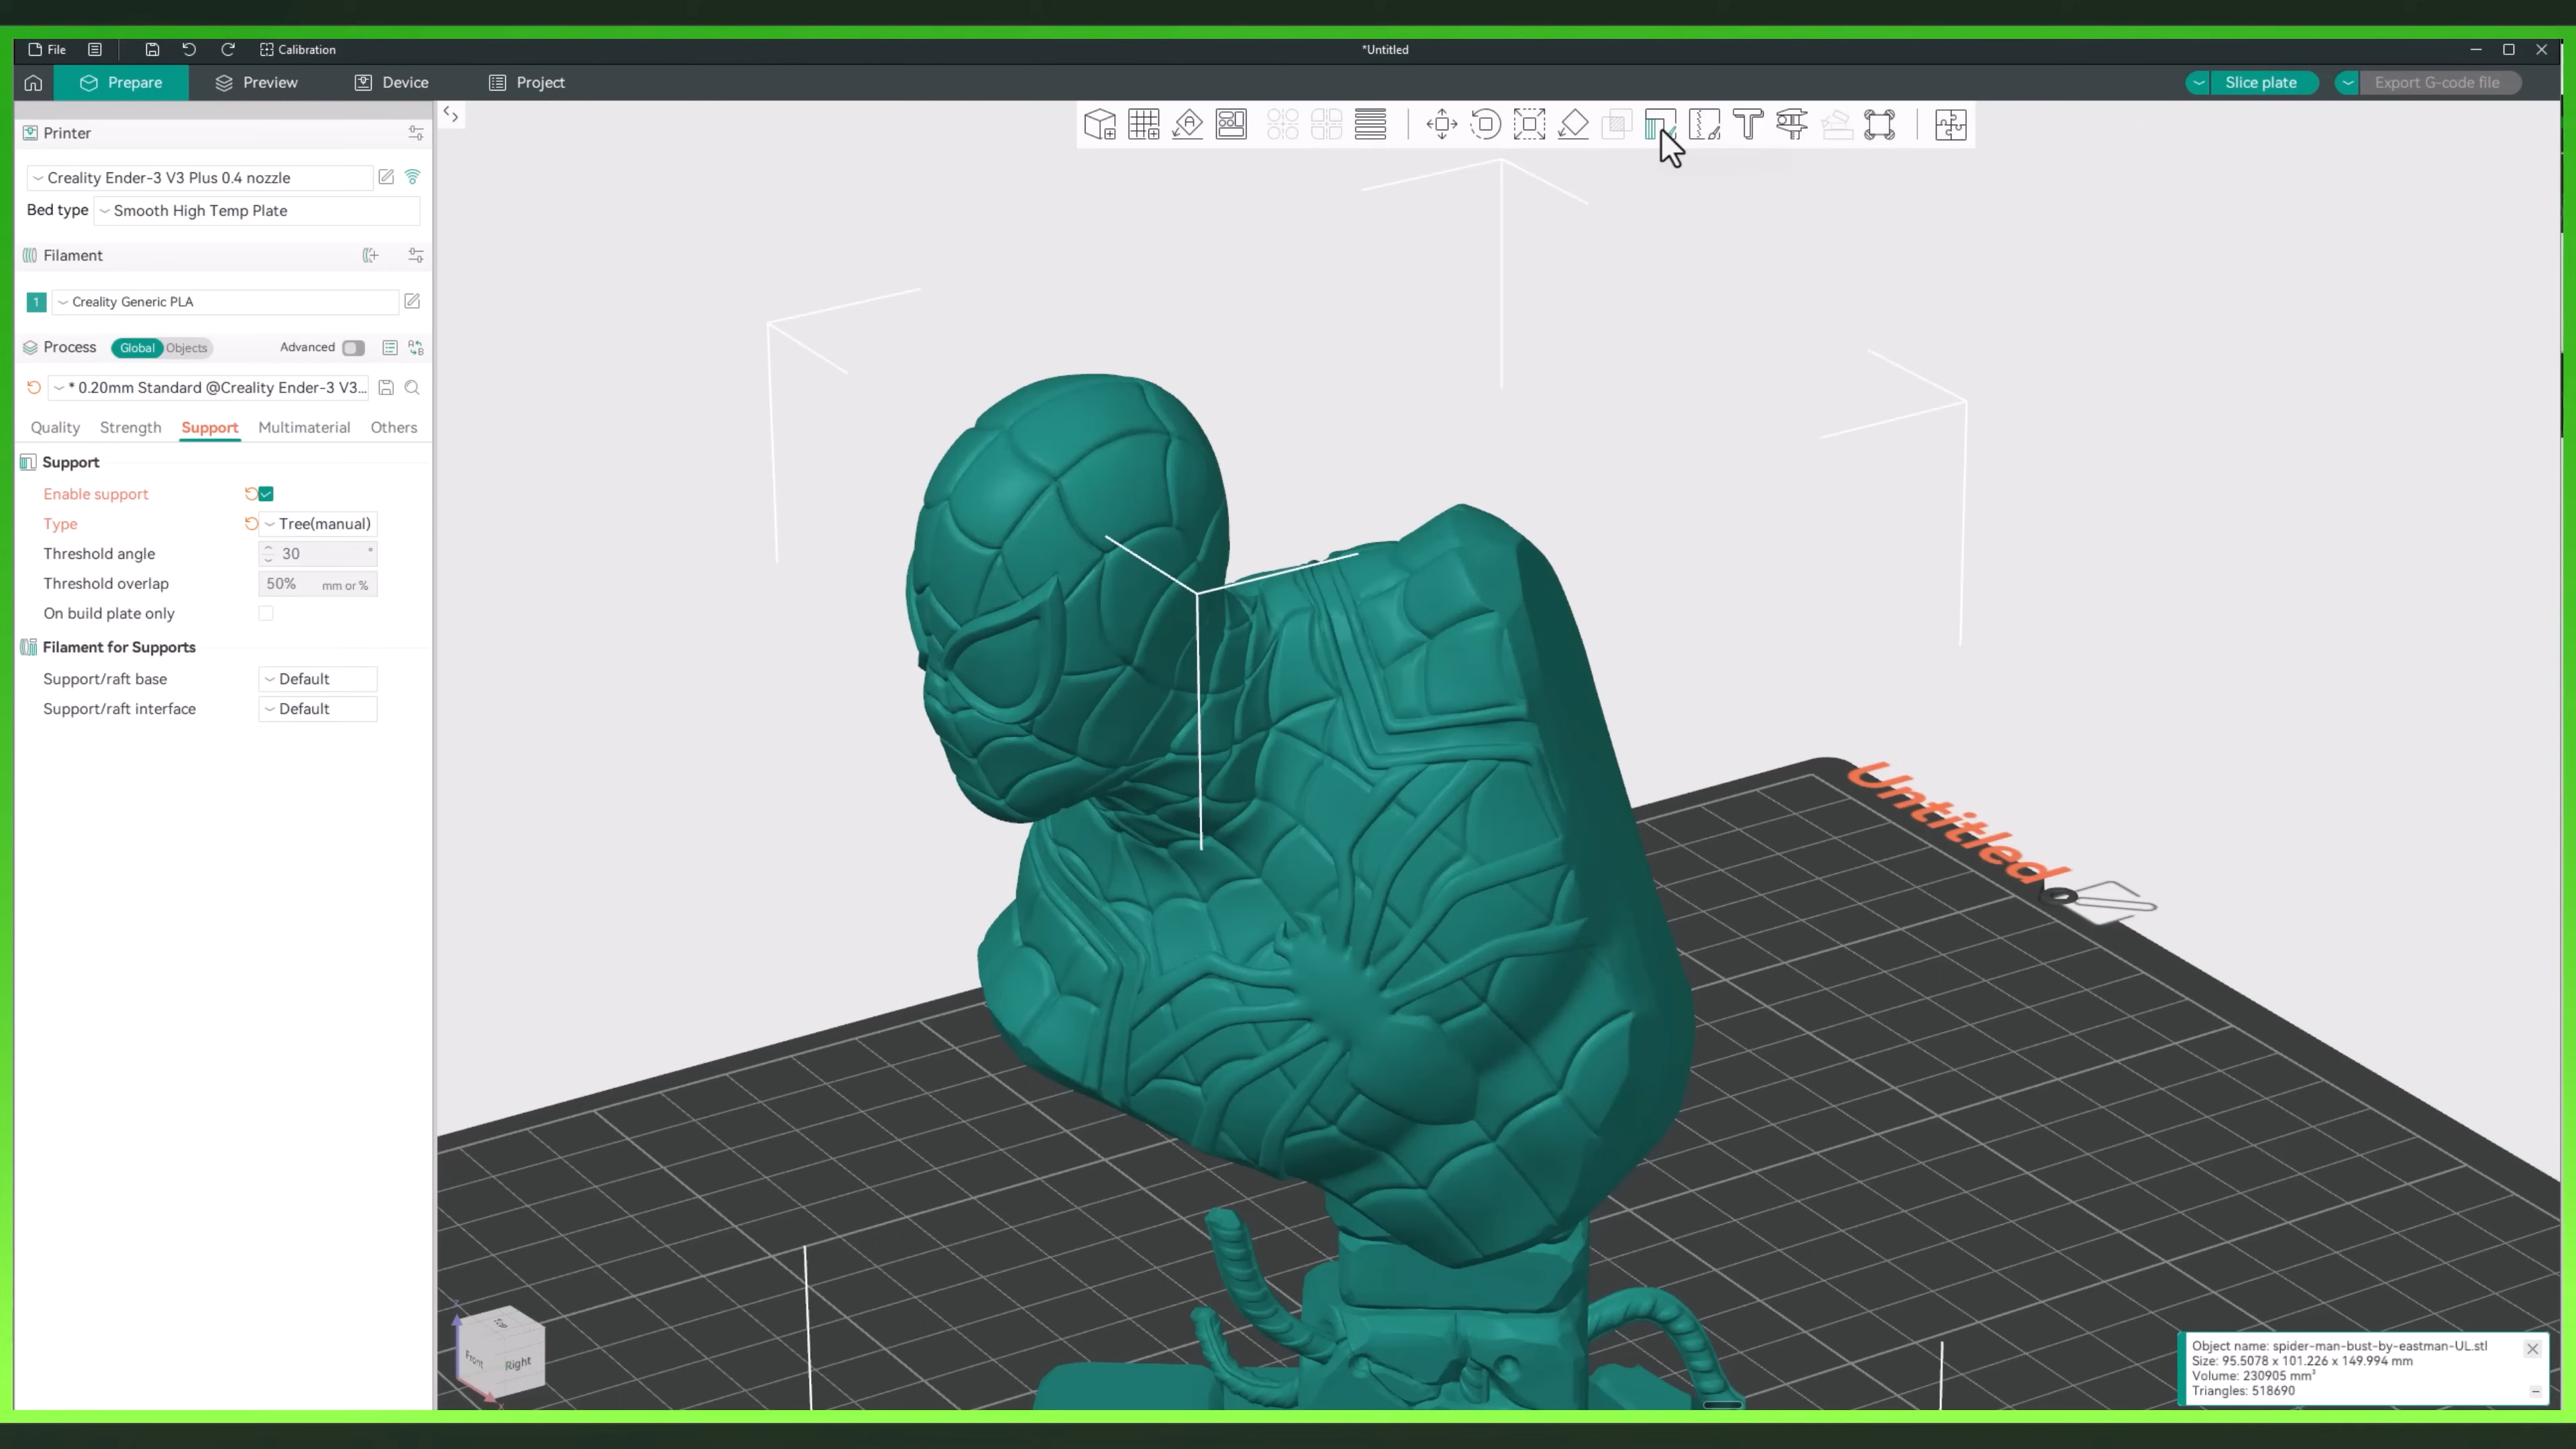 File
Calibration
*Untitled
Prepare
Preview
Device
Project
Slice plate
Export G-code file
Printer
Creality Ender-3 V3 Plus 0.4 nozzle
Bed type
Smooth High Temp Plate
Filament
1
Creality Generic PLA
Process
Global
Objects
Advanced
* 0.20mm Standard @Creality Ender-3 V3...
Quality
Strength
Support
Multimaterial
Others
Support
Enable support
Type
Tree(manual)
Threshold angle
30
°
Threshold overlap
50%
mm or %
On build plate only
Filament for Supports
Support/raft base
Default
Support/raft interface
Default
Untitled
Top
Front
Right
Object name: spider-man-bust-by-eastman-UL.stl
Size: 95.5078 x 101.226 x 149.994 mm
Volume: 230905 mm³
Triangles: 518690